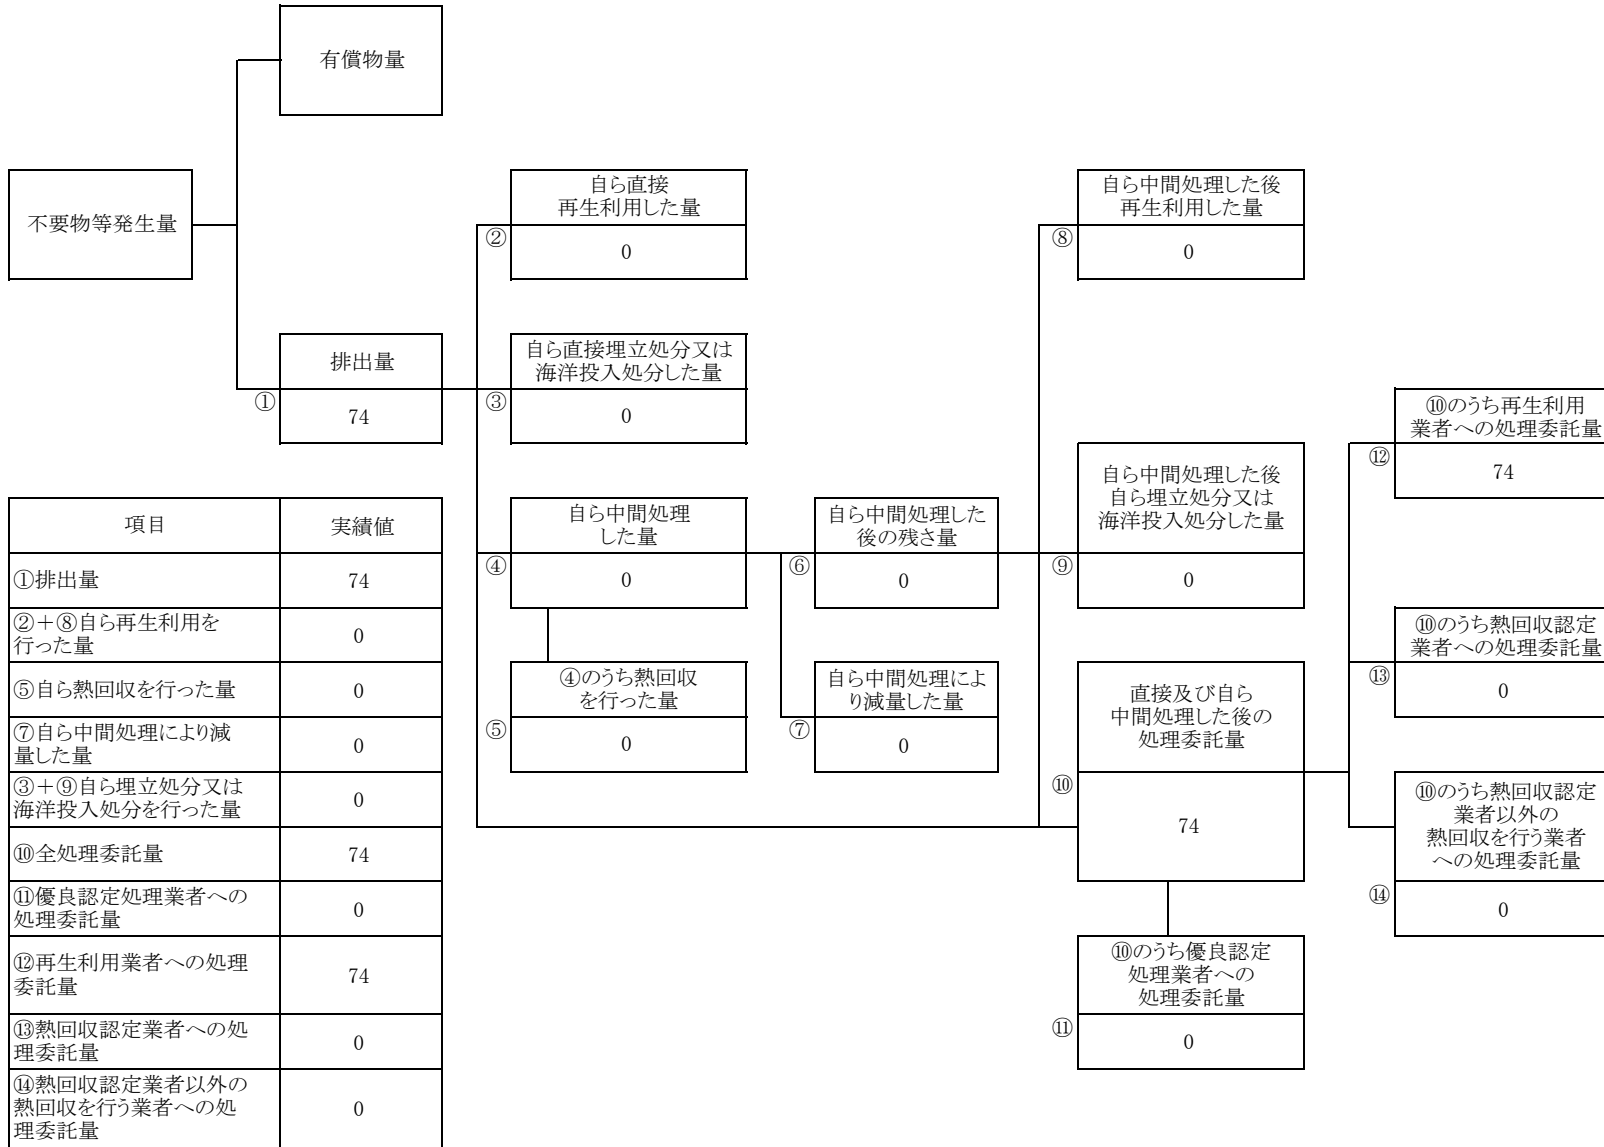 有償物量
不要物等発生量
自ら直接
再生利用した量
②
0
自ら中間処理した後
再生利用した量
⑧
0
排出量
①
74
自ら直接埋立処分又は
海洋投入処分した量
③
0
⑩のうち再生利用
業者への処理委託量
⑫
74
自ら中間処理
した量
④
0
自ら中間処理した
後の残さ量
⑥
0
自ら中間処理した後
自ら埋立処分又は
海洋投入処分した量
⑨
0
⑩のうち熱回収認定
業者への処理委託量
⑬
0
④のうち熱回収
を行った量
⑤
0
自ら中間処理によ
り減量した量
⑦
0
直接及び自ら
中間処理した後の
処理委託量
⑩
74
⑩のうち熱回収認定
業者以外の
熱回収を行う業者
への処理委託量
⑭
0
⑩のうち優良認定
処理業者への
処理委託量
⑪
0
項目 実績値
①排出量 74
②＋⑧自ら再生利用を
行った量 0
⑤自ら熱回収を行った量 0
⑦自ら中間処理により減
量した量 0
③＋⑨自ら埋立処分又は
海洋投入処分を行った量 0
⑩全処理委託量 74
⑪優良認定処理業者への
処理委託量 0
⑫再生利用業者への処理
委託量 74
⑬熱回収認定業者への処
理委託量 0
⑭熱回収認定業者以外の
熱回収を行う業者への処
理委託量 0